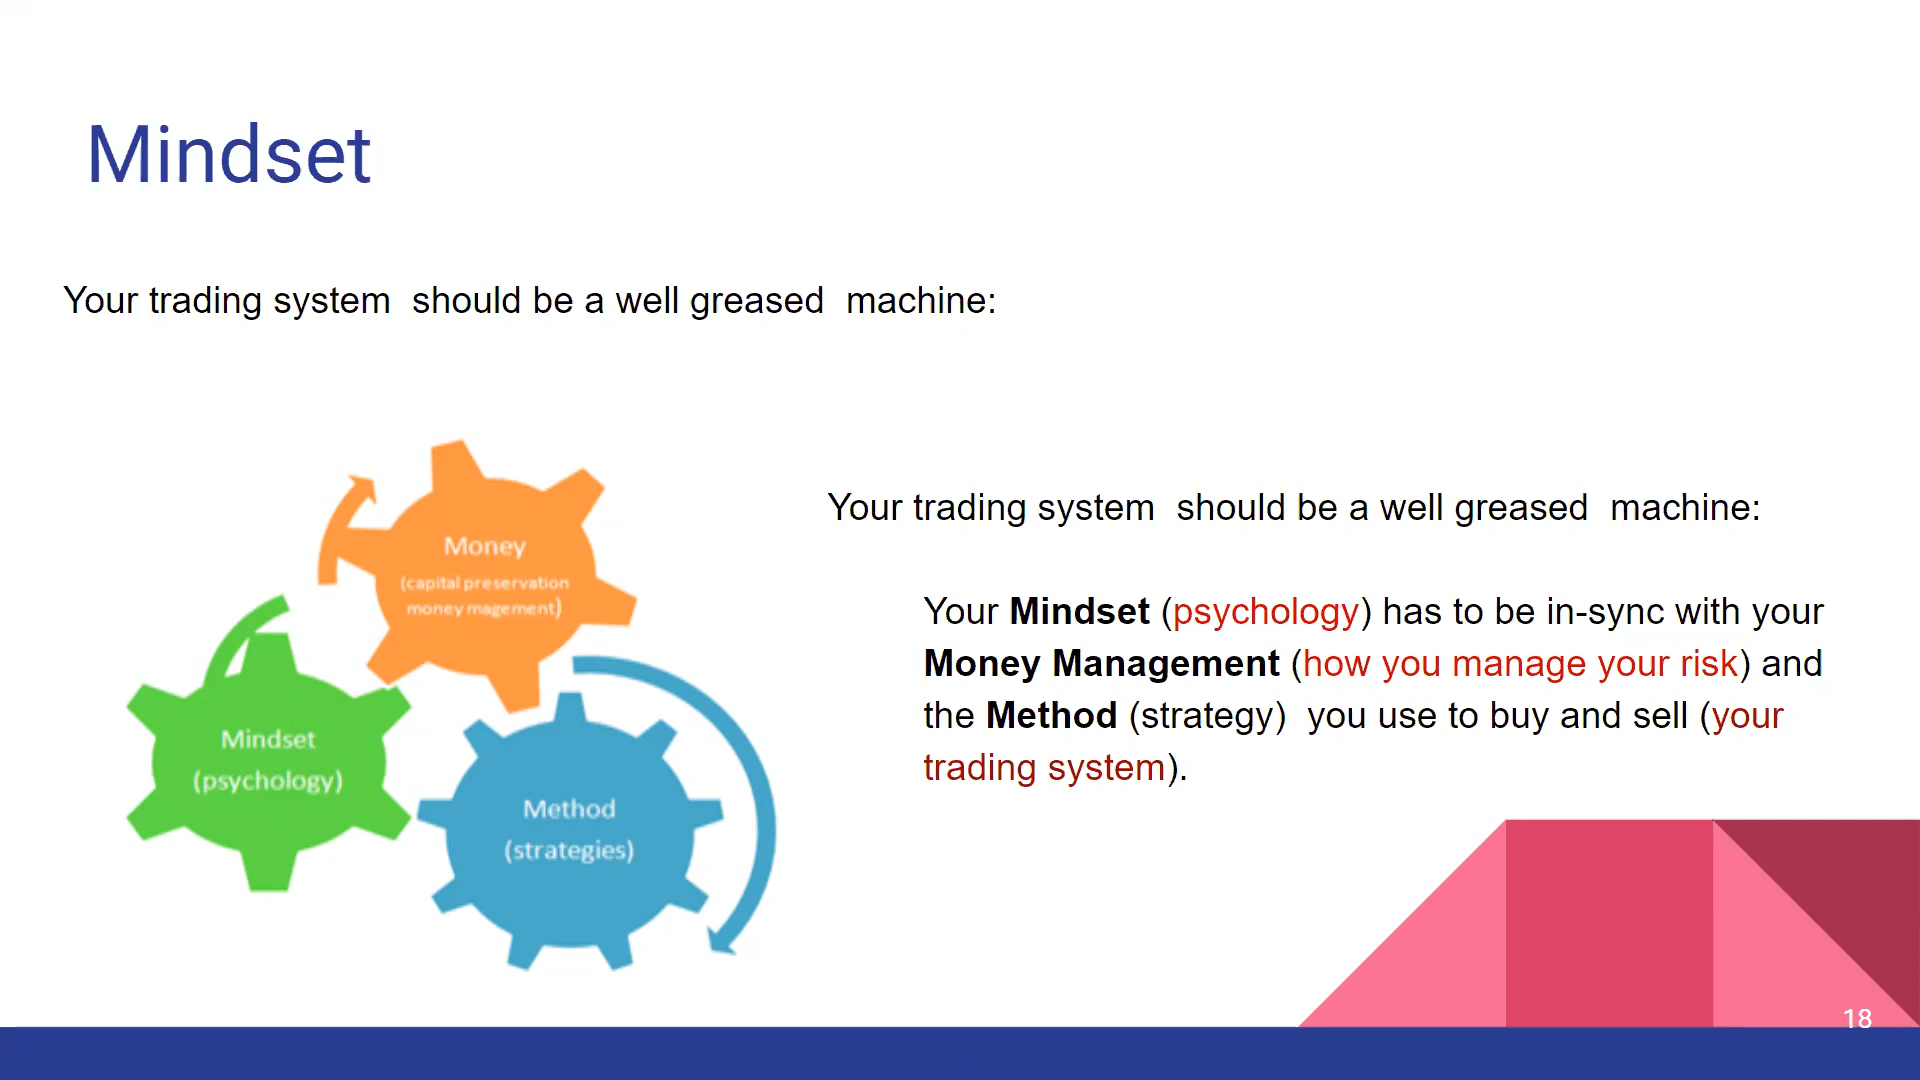 Mindset
Your trading system  should be a well greased  machine:
Money
(capital preservation
money magement)
Mindset
(psychology)
Method
(strategies)
Your trading system  should be a well greased  machine:
Your Mindset (psychology) has to be in-sync with your
Money Management (how you manage your risk) and
the Method (strategy)  you use to buy and sell (your
trading system).
18